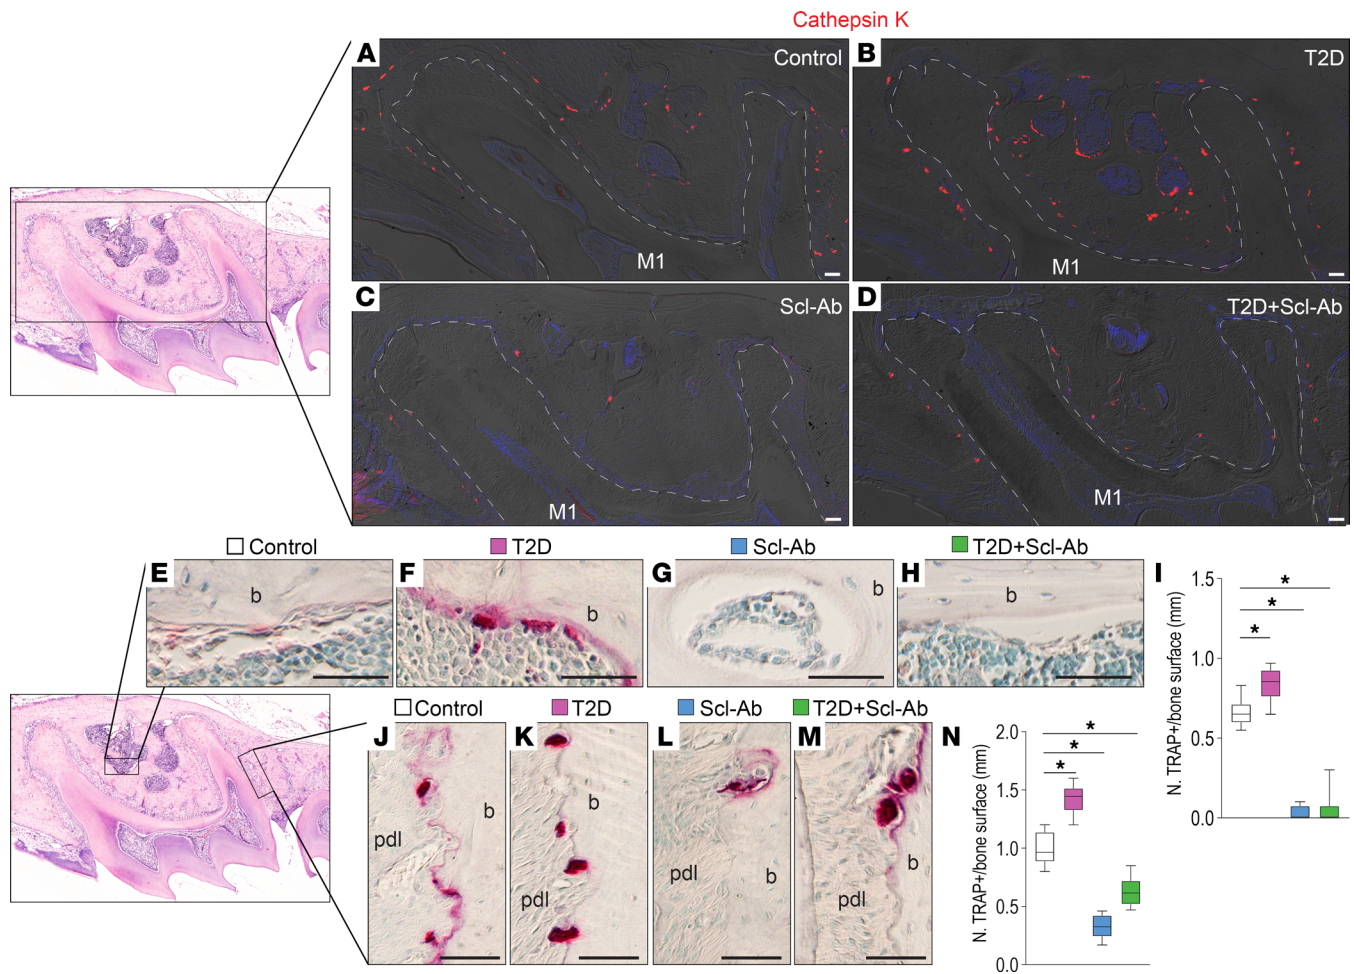 Cathepsin K
A
Control
B
T2D
M1
M1
C
Scl-Ab
D
T2D+Scl-Ab
M1
M1
Control
T2D
Scl-Ab
T2D+Scl-Ab
E
b
F
b
G
b
H
b
I
N. TRAP+/bone surface (mm)
1.5
1.0
0.5
0.0
*
*
*
Control
T2D
Scl-Ab
T2D+Scl-Ab
J
pdl
b
K
b
pdl
L
pdl
b
M
b
pdl
N
N. TRAP+/bone surface (mm)
2.0
1.5
1.0
0.5
0.0
*
*
*